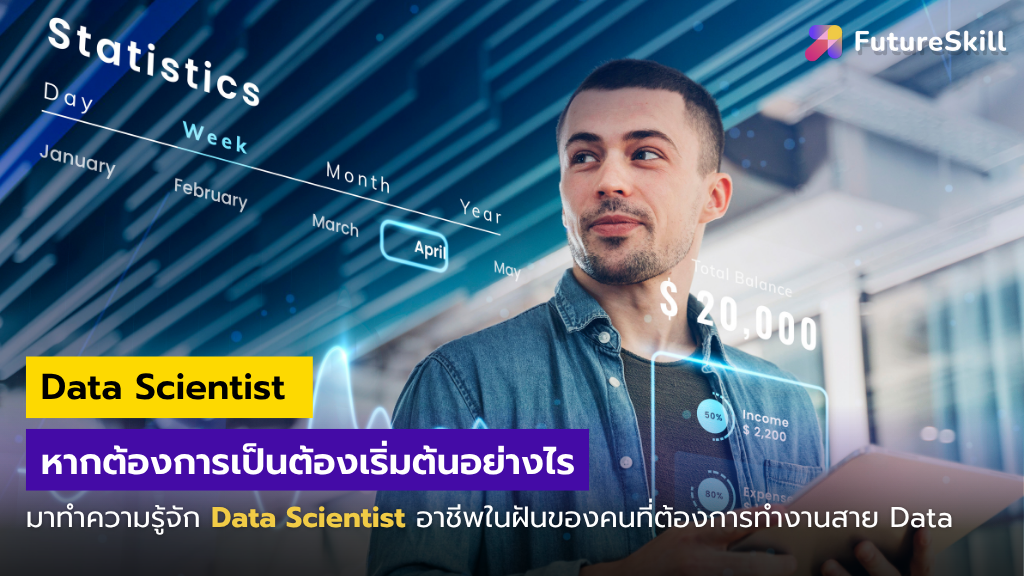 FutureSkill
Statistics
Day Week Month Year
January February March April May
Total Balance
$ 20,000
50% Income
$ 2,200
80% Expense
Data Scientist
หากต้องการเป็นต้องเริ่มต้นอย่างไร
มาทำความรู้จัก Data Scientist อาชีพในฝันของคนที่ต้องการทำงานสาย Data